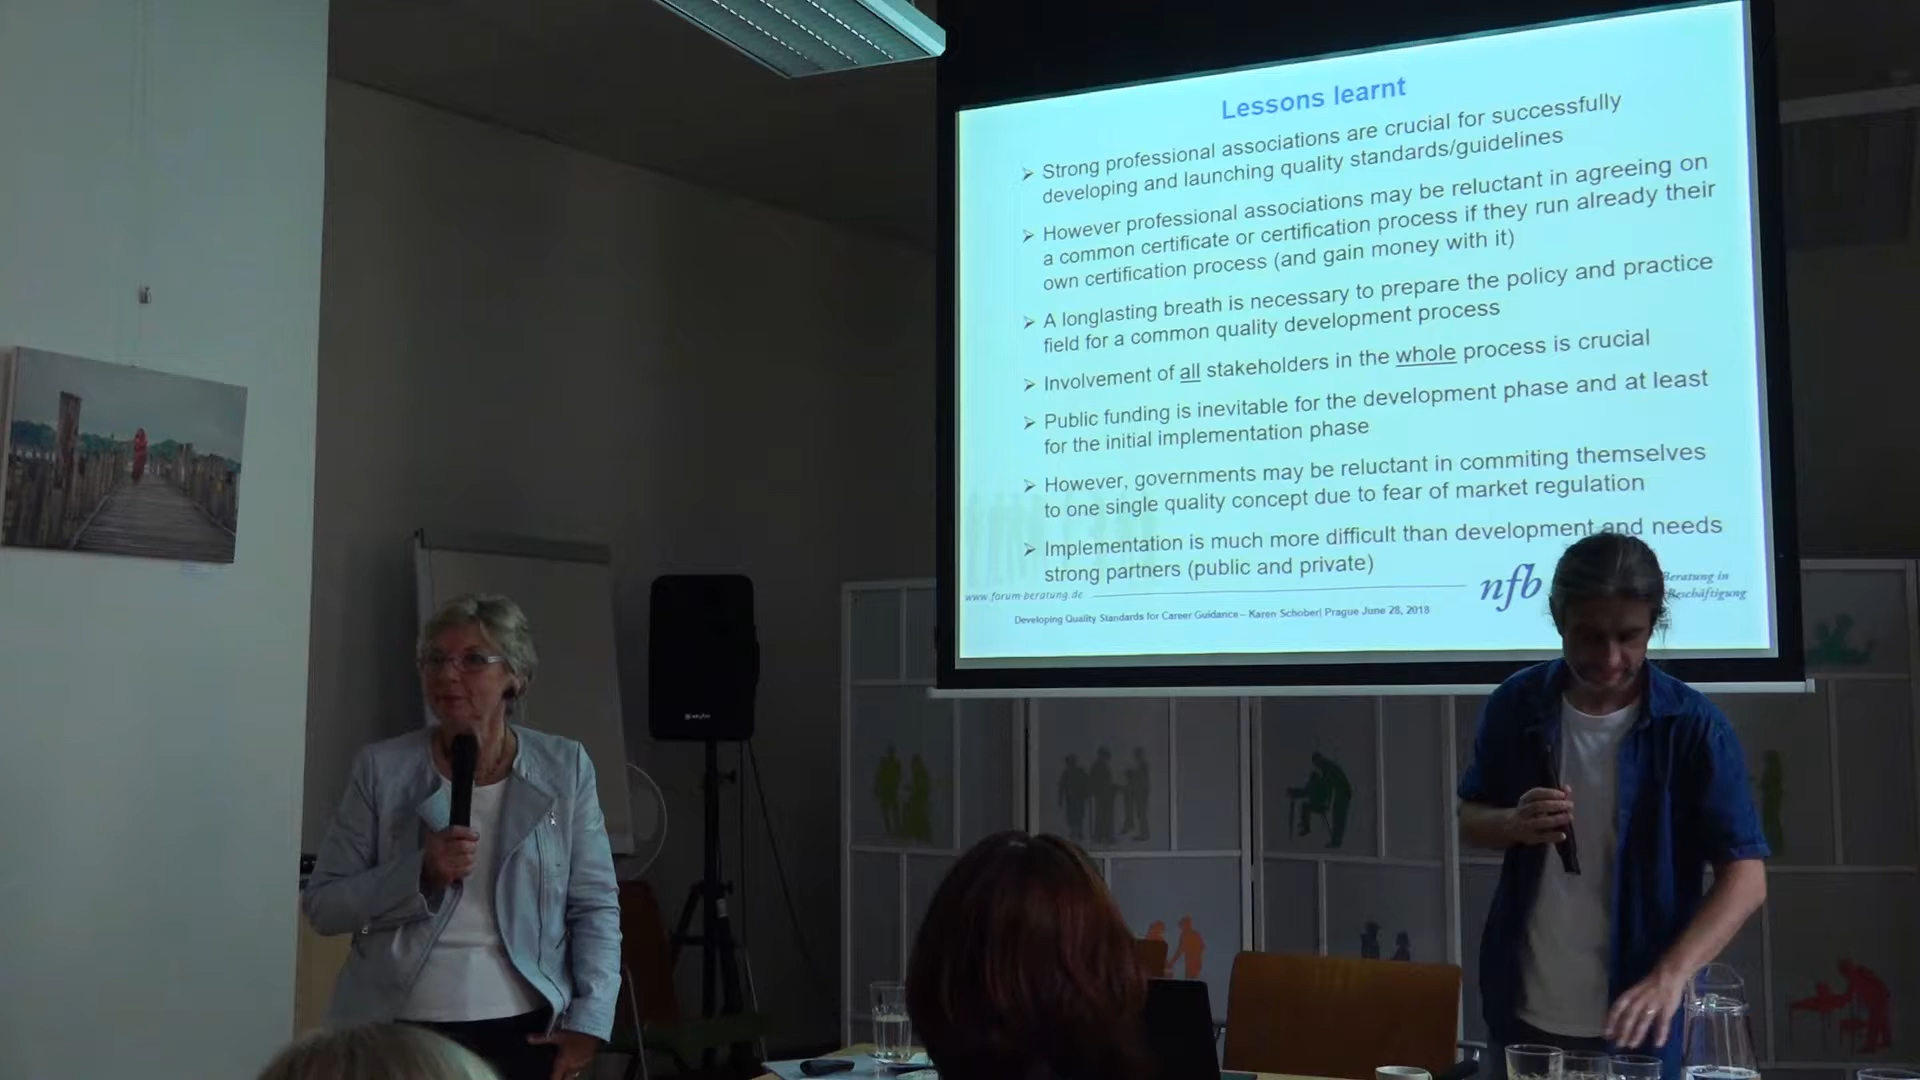 Lessons learnt
➢ Strong professional associations are crucial for successfully
developing and launching quality standards/guidelines
➢ However professional associations may be reluctant in agreeing on
a common certificate or certification process if they run already their
own certification process (and gain money with it)
➢ A longlasting breath is necessary to prepare the policy and practice
field for a common quality development process
➢ Involvement of all stakeholders in the whole process is crucial
➢ Public funding is inevitable for the development phase and at least
for the initial implementation phase
➢ However, governments may be reluctant in commiting themselves
to one single quality concept due to fear of market regulation
➢ Implementation is much more difficult than development and needs
strong partners (public and private)
www.forum-beratung.de
nfb
Beratung in
Beschäftigung
Developing Quality Standards for Career Guidance – Karen Schober| Prague June 28, 2018